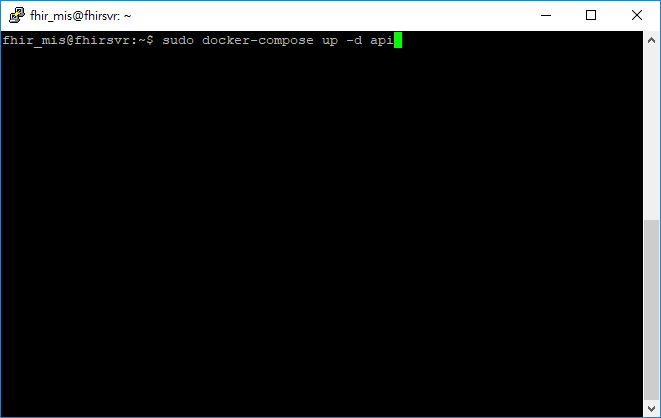 fhir_mis@fhirsvr: ~
fhir_mis@fhirsvr:~$ sudo docker-compose up -d api